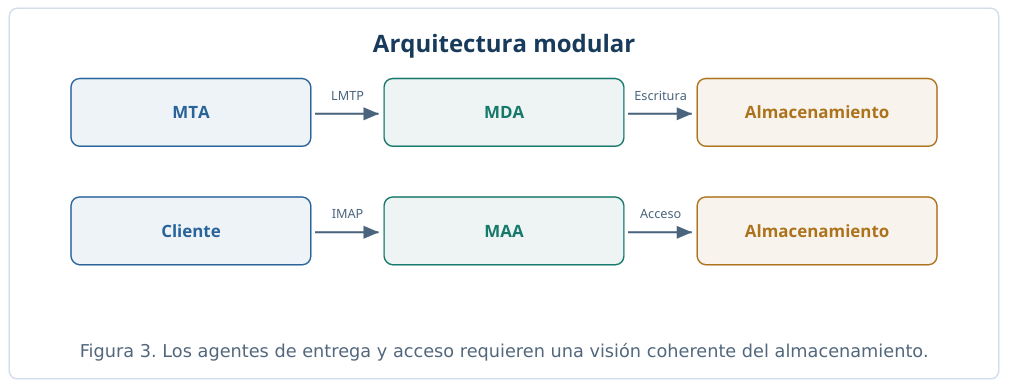 Arquitectura modular
MTA
LMTP
MDA
Escritura
Almacenamiento
Cliente
IMAP
MAA
Acceso
Almacenamiento
Figura 3. Los agentes de entrega y acceso requieren una visión coherente del almacenamiento.